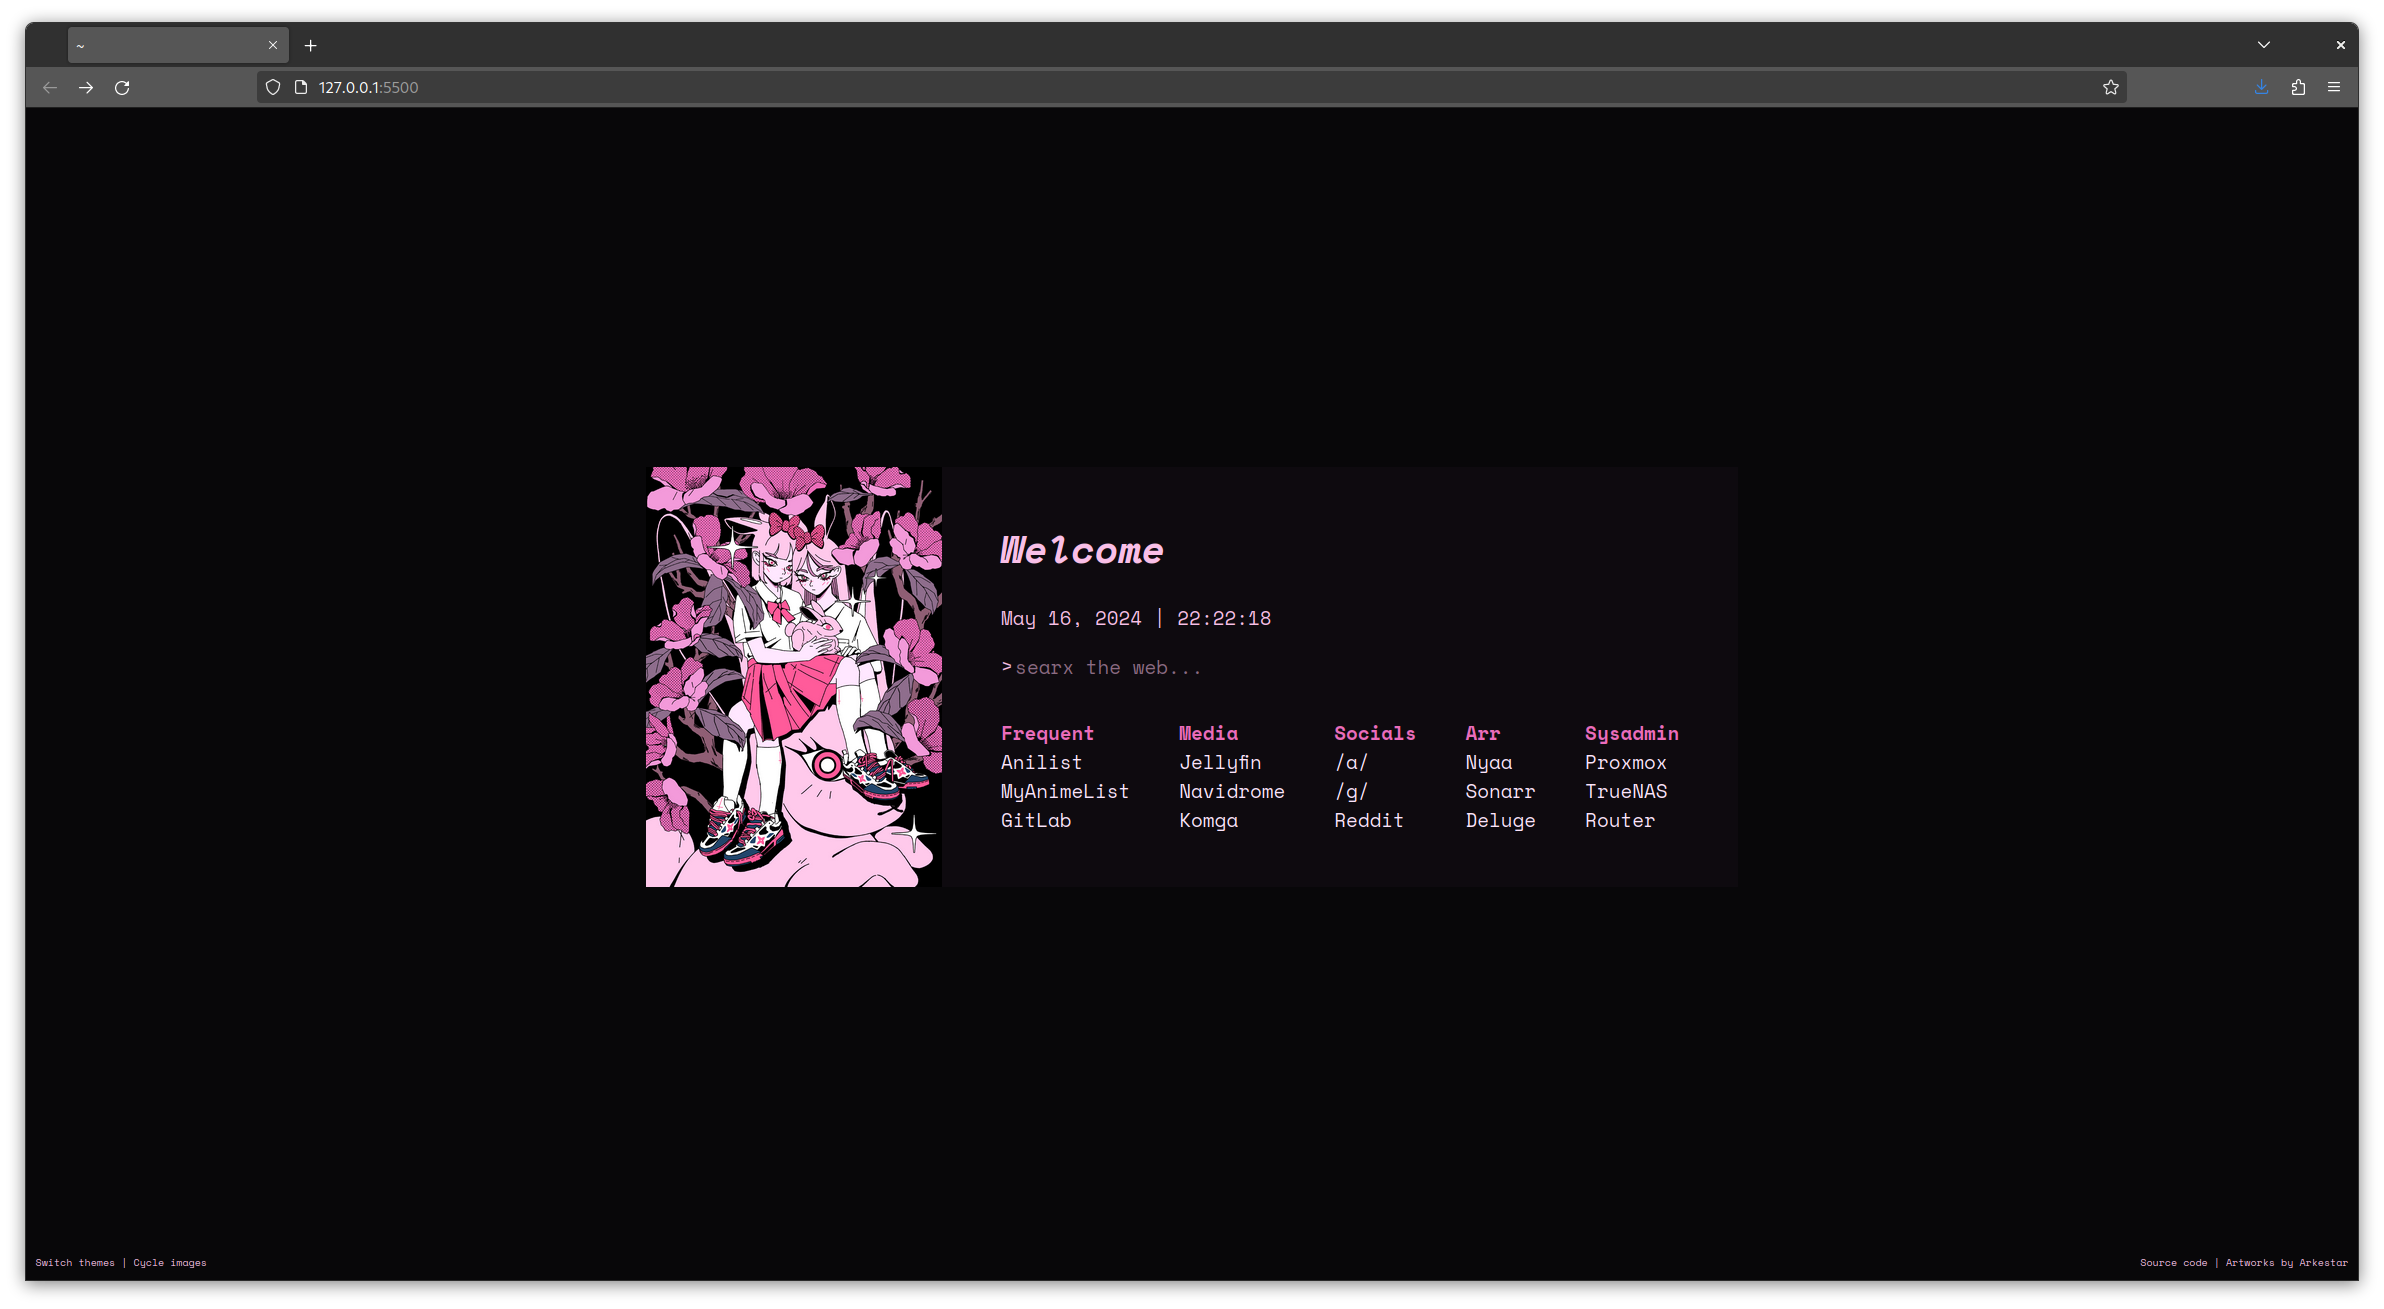 ~
127.0.0.1:5500
Welcome
May 16, 2024 | 22:22:18
>searx the web...
Frequent Media Socials Arr Sysadmin
Anilist Jellyfin /a/ Nyaa Proxmox
MyAnimeList Navidrome /g/ Sonarr TrueNAS
GitLab Komga Reddit Deluge Router
Switch themes | Cycle images
Source code | Artworks by Arkestar